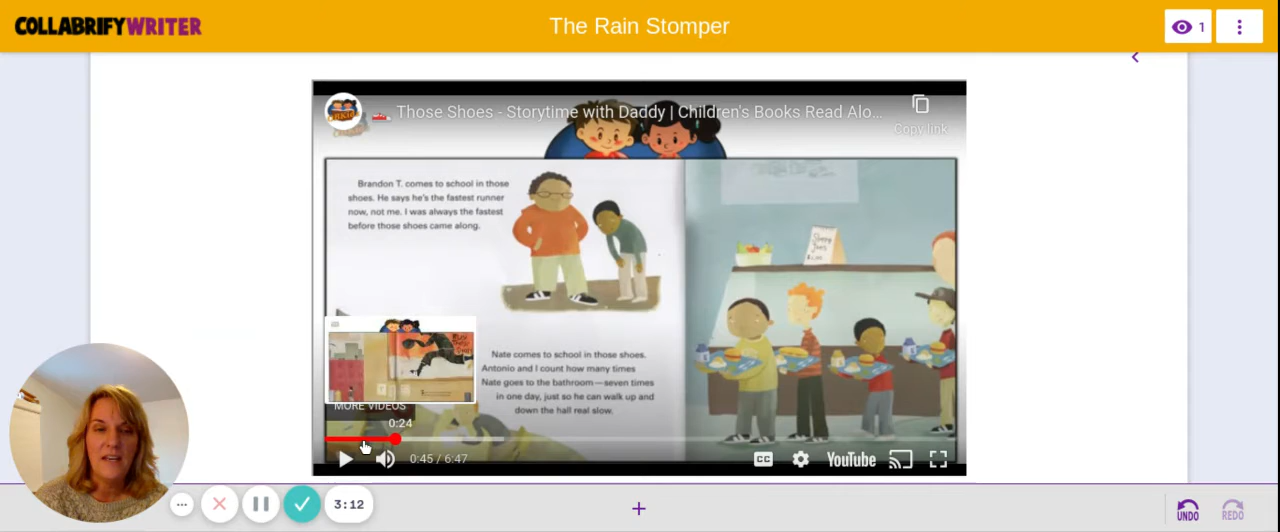 COLLABRIFYWRITER
The Rain Stomper
1
Those Shoes - Storytime with Daddy | Children's Books Read Alo...
Copy link
Brandon T. comes to school in those
shoes. He says he's the fastest runner
now, not me. I was always the fastest
before those shoes came along.
Nate comes to school in those shoes.
Antonio and I count how many times
Nate goes to the bathroom—seven times
in one day, just so he can walk up and
down the hall real slow.
MORE VIDEOS
0:24
0:45 / 6:47
CC
YouTube
3:12
+
UNDO
REDO